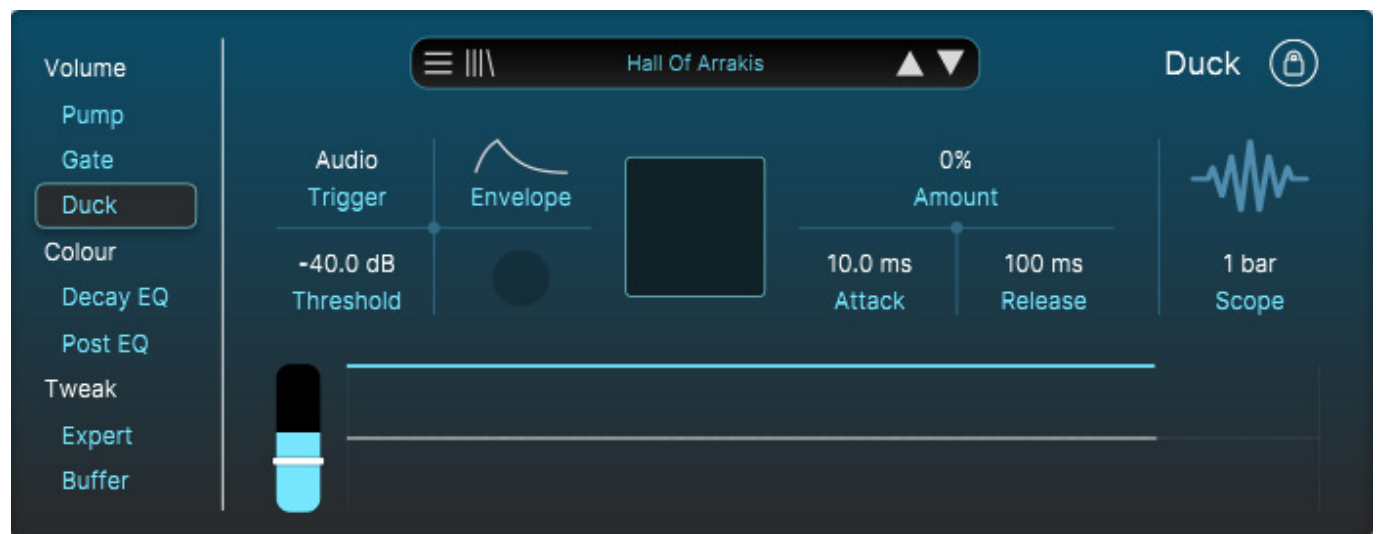 Volume
Pump
Gate
Duck
Colour
Decay EQ
Post EQ
Tweak
Expert
Buffer
Hall Of Arrakis
Duck
Audio
Trigger
Envelope
-40.0 dB
Threshold
0%
Amount
10.0 ms
Attack
100 ms
Release
1 bar
Scope